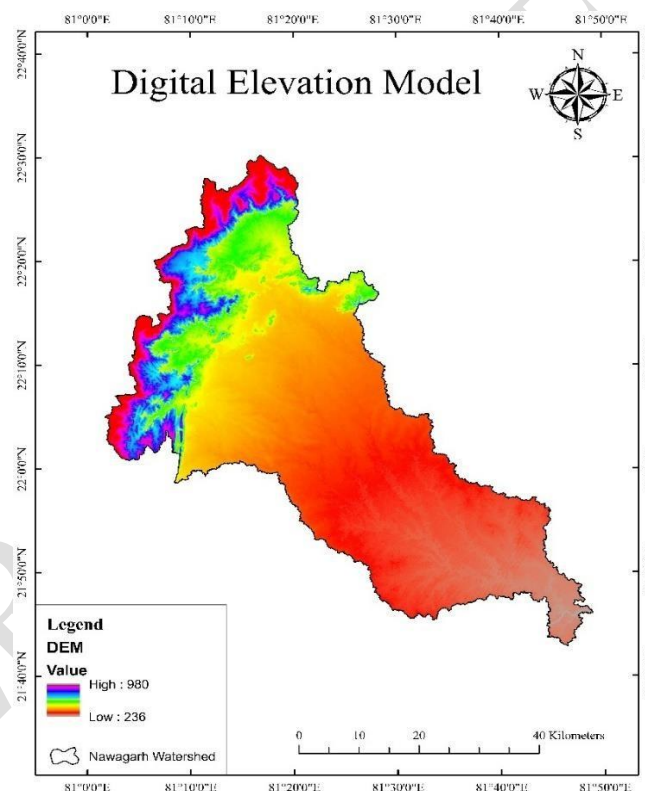 81°0'0"E 81°10'0"E 81°20'0"E 81°30'0"E 81°40'0"E 81°50'0"E
Digital Elevation Model
N
W E
S
22°40'0"N
22°30'0"N
22°20'0"N
22°10'0"N
22°0'0"N
21°50'0"N
21°40'0"N
Legend
DEM
Value
High : 980
Low : 236
Nawagarh Watershed
0 10 20 40 Kilometers
81°0'0"E 81°10'0"E 81°20'0"E 81°30'0"E 81°40'0"E 81°50'0"E